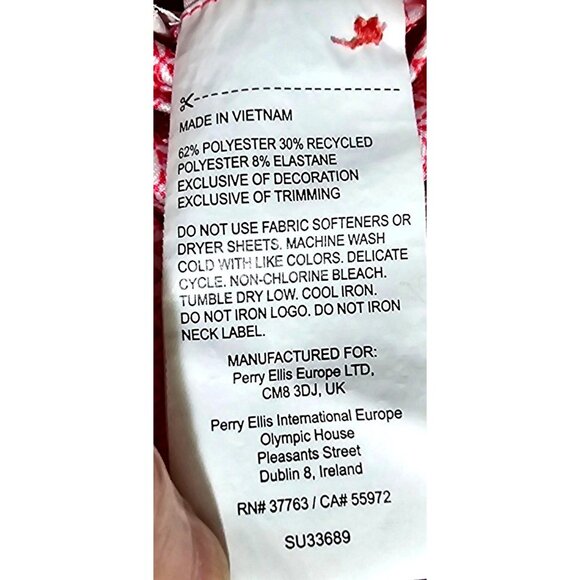 MADE IN VIETNAM
62% POLYESTER 30% RECYCLED
POLYESTER 8% ELASTANE
EXCLUSIVE OF DECORATION
EXCLUSIVE OF TRIMMING
DO NOT USE FABRIC SOFTENERS OR
DRYER SHEETS. MACHINE WASH
COLD WITH LIKE COLORS. DELICATE
CYCLE. NON-CHLORINE BLEACH.
TUMBLE DRY LOW. COOL IRON.
DO NOT IRON LOGO. DO NOT IRON
NECK LABEL.
MANUFACTURED FOR:
Perry Ellis Europe LTD,
CM8 3DJ, UK
Perry Ellis International Europe
Olympic House
Pleasants Street
Dublin 8, Ireland
RN# 37763 / CA# 55972
SU33689